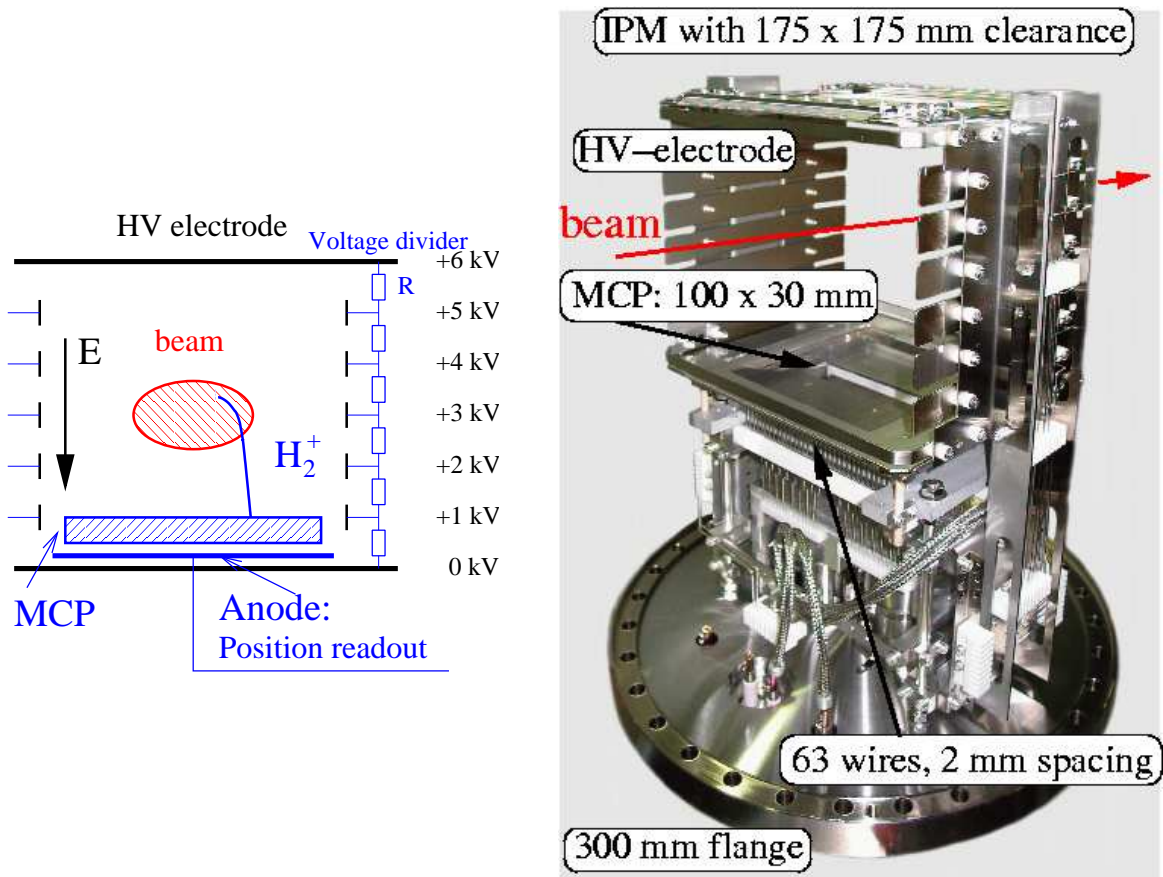 HV electrode
Voltage divider
+6 kV
R
+5 kV
E
beam
+4 kV
+3 kV
H₂⁺
+2 kV
+1 kV
0 kV
MCP
Anode:
Position readout
IPM with 175 x 175 mm clearance
HV–electrode
beam
MCP: 100 x 30 mm
63 wires, 2 mm spacing
300 mm flange